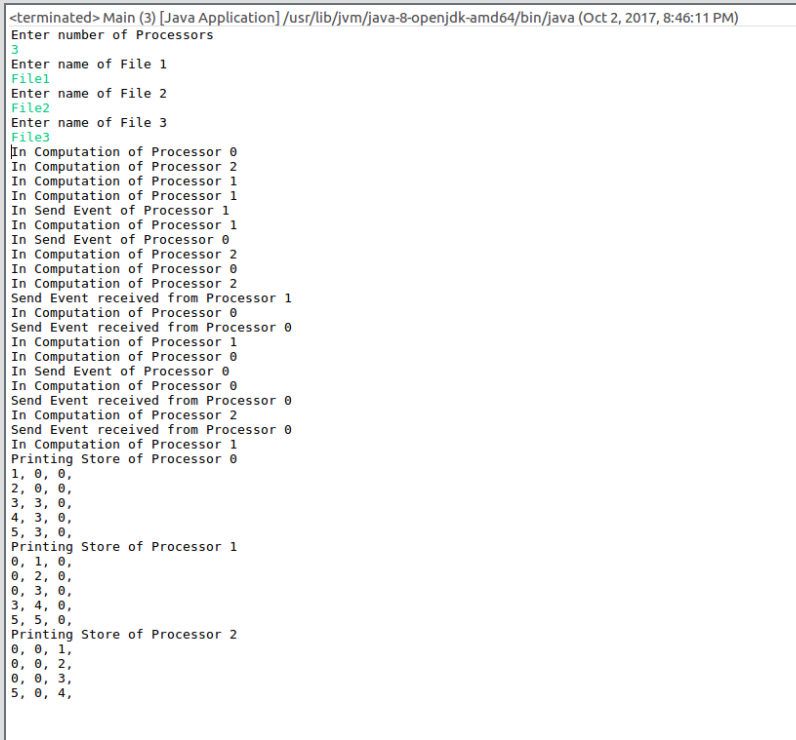 <terminated> Main (3) [Java Application] /usr/lib/jvm/java-8-openjdk-amd64/bin/java (Oct 2, 2017, 8:46:11 PM)
Enter number of Processors
3
Enter name of File 1
File1
Enter name of File 2
File2
Enter name of File 3
File3
In Computation of Processor 0
In Computation of Processor 2
In Computation of Processor 1
In Computation of Processor 1
In Send Event of Processor 1
In Computation of Processor 1
In Send Event of Processor 0
In Computation of Processor 2
In Computation of Processor 0
In Computation of Processor 2
Send Event received from Processor 1
In Computation of Processor 0
Send Event received from Processor 0
In Computation of Processor 1
In Computation of Processor 0
In Send Event of Processor 0
In Computation of Processor 0
Send Event received from Processor 0
In Computation of Processor 2
Send Event received from Processor 0
In Computation of Processor 1
Printing Store of Processor 0
1, 0, 0,
2, 0, 0,
3, 3, 0,
4, 3, 0,
5, 3, 0,
Printing Store of Processor 1
0, 1, 0,
0, 2, 0,
0, 3, 0,
3, 4, 0,
5, 5, 0,
Printing Store of Processor 2
0, 0, 1,
0, 0, 2,
0, 0, 3,
5, 0, 4,